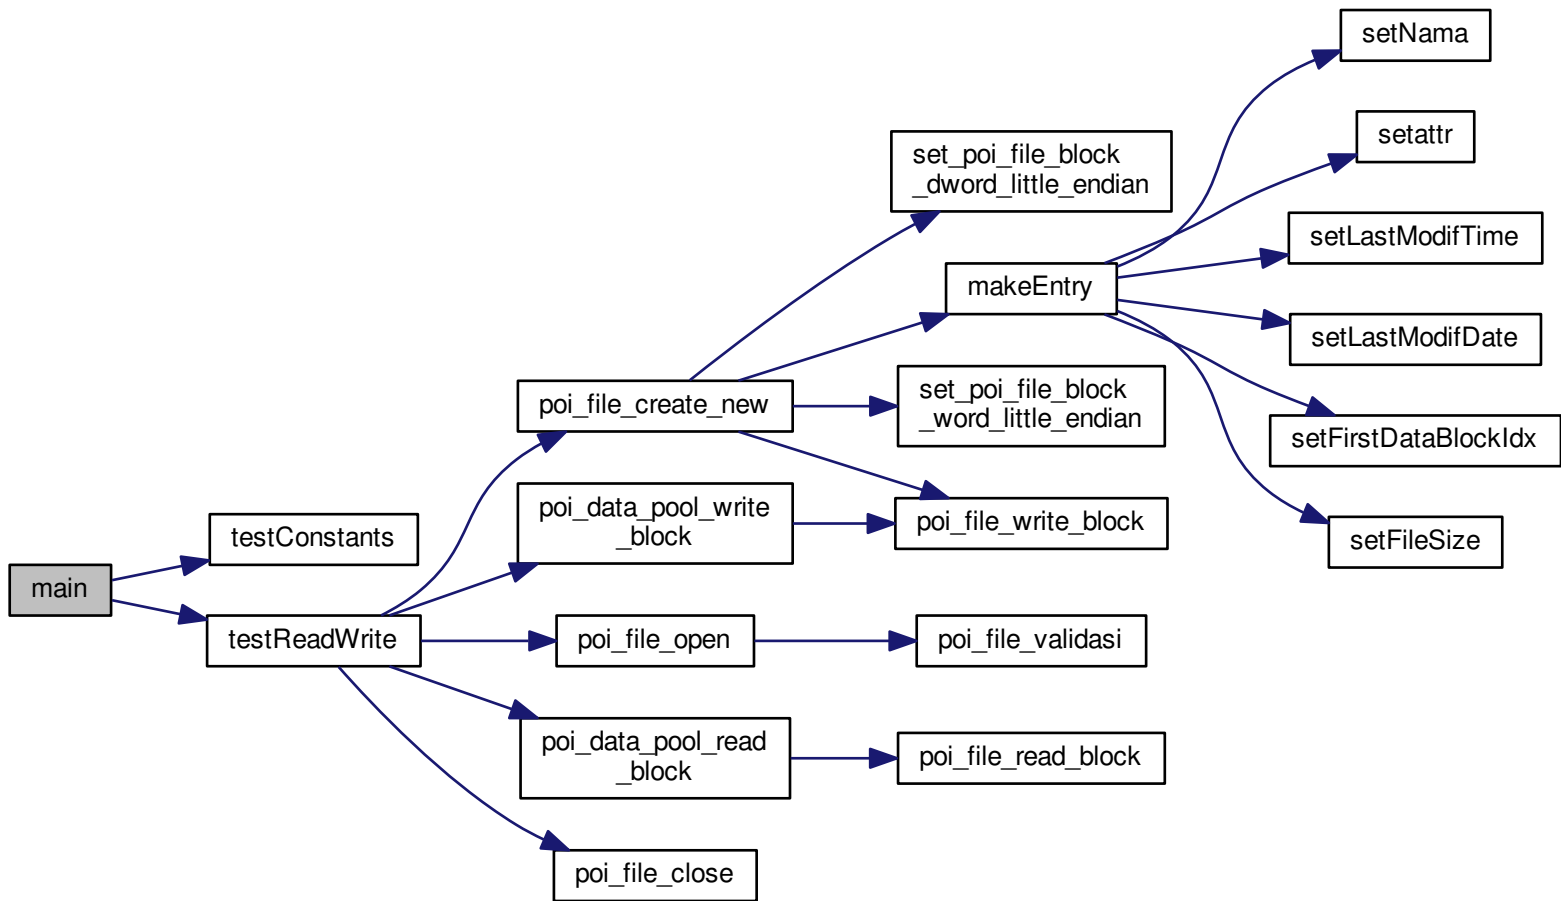 main
testConstants
testReadWrite
poi_file_create_new
poi_data_pool_write
_block
poi_file_open
poi_data_pool_read
_block
poi_file_close
set_poi_file_block
_dword_little_endian
makeEntry
set_poi_file_block
_word_little_endian
poi_file_write_block
poi_file_validasi
poi_file_read_block
setNama
setattr
setLastModifTime
setLastModifDate
setFirstDataBlockIdx
setFileSize